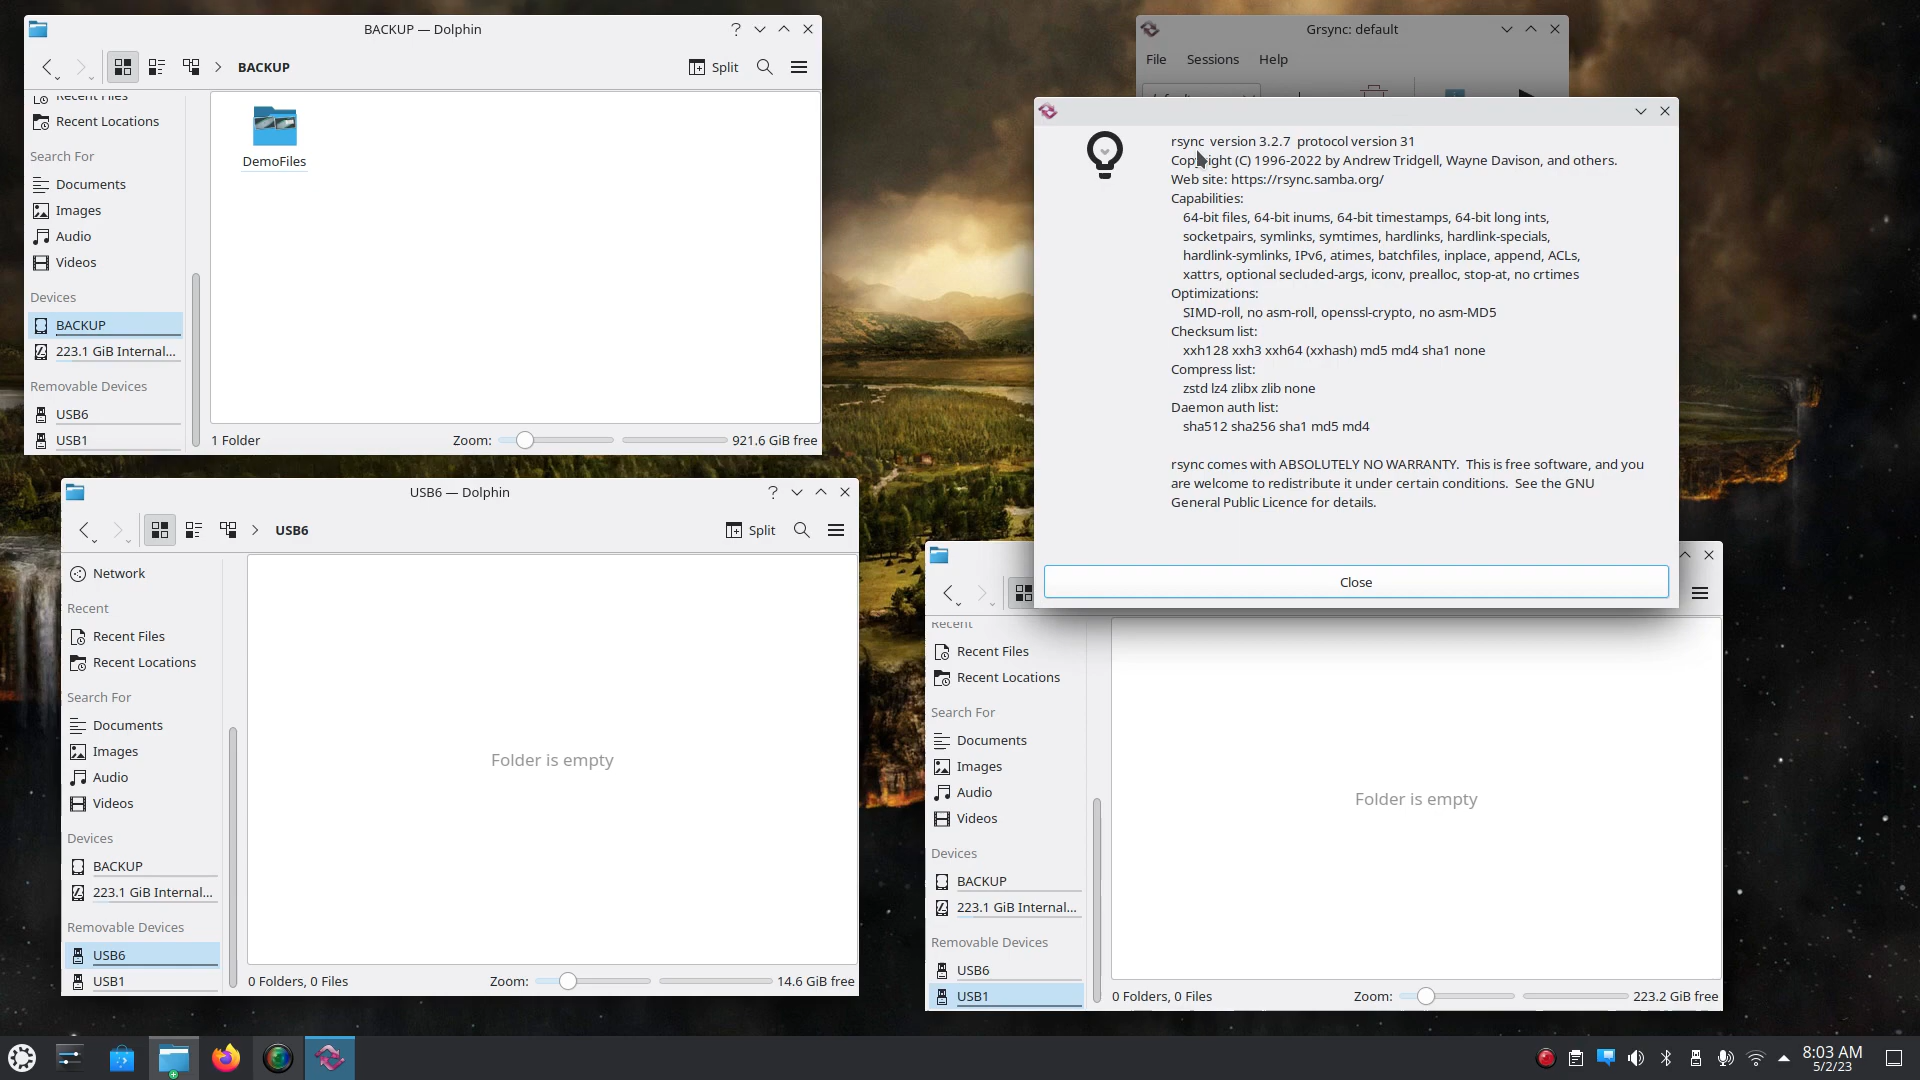 BACKUP — Dolphin
BACKUP
Split
Recent Files
Recent Locations
Search For
Documents
Images
Audio
Videos
Devices
BACKUP
223.1 GiB Internal...
Removable Devices
USB6
USB1
DemoFiles
1 Folder
Zoom:
921.6 GiB free
USB6 — Dolphin
USB6
Split
Network
Recent
Recent Files
Recent Locations
Search For
Documents
Images
Audio
Videos
Devices
BACKUP
223.1 GiB Internal...
Removable Devices
USB6
USB1
Folder is empty
0 Folders, 0 Files
Zoom:
14.6 GiB free
Grsync: default
File
Sessions
Help
rsync version 3.2.7 protocol version 31
Copyright (C) 1996-2022 by Andrew Tridgell, Wayne Davison, and others.
Web site: https://rsync.samba.org/
Capabilities:
64-bit files, 64-bit inums, 64-bit timestamps, 64-bit long ints,
socketpairs, symlinks, symtimes, hardlinks, hardlink-specials,
hardlink-symlinks, IPv6, atimes, batchfiles, inplace, append, ACLs,
xattrs, optional secluded-args, iconv, prealloc, stop-at, no crtimes
Optimizations:
SIMD-roll, no asm-roll, openssl-crypto, no asm-MD5
Checksum list:
xxh128 xxh3 xxh64 (xxhash) md5 md4 sha1 none
Compress list:
zstd lz4 zlibx zlib none
Daemon auth list:
sha512 sha256 sha1 md5 md4
rsync comes with ABSOLUTELY NO WARRANTY. This is free software, and you
are welcome to redistribute it under certain conditions. See the GNU
General Public Licence for details.
Close
Recent
Recent Files
Recent Locations
Search For
Documents
Images
Audio
Videos
Devices
BACKUP
223.1 GiB Internal...
Removable Devices
USB6
USB1
Folder is empty
0 Folders, 0 Files
Zoom:
223.2 GiB free
8:03 AM
5/2/23